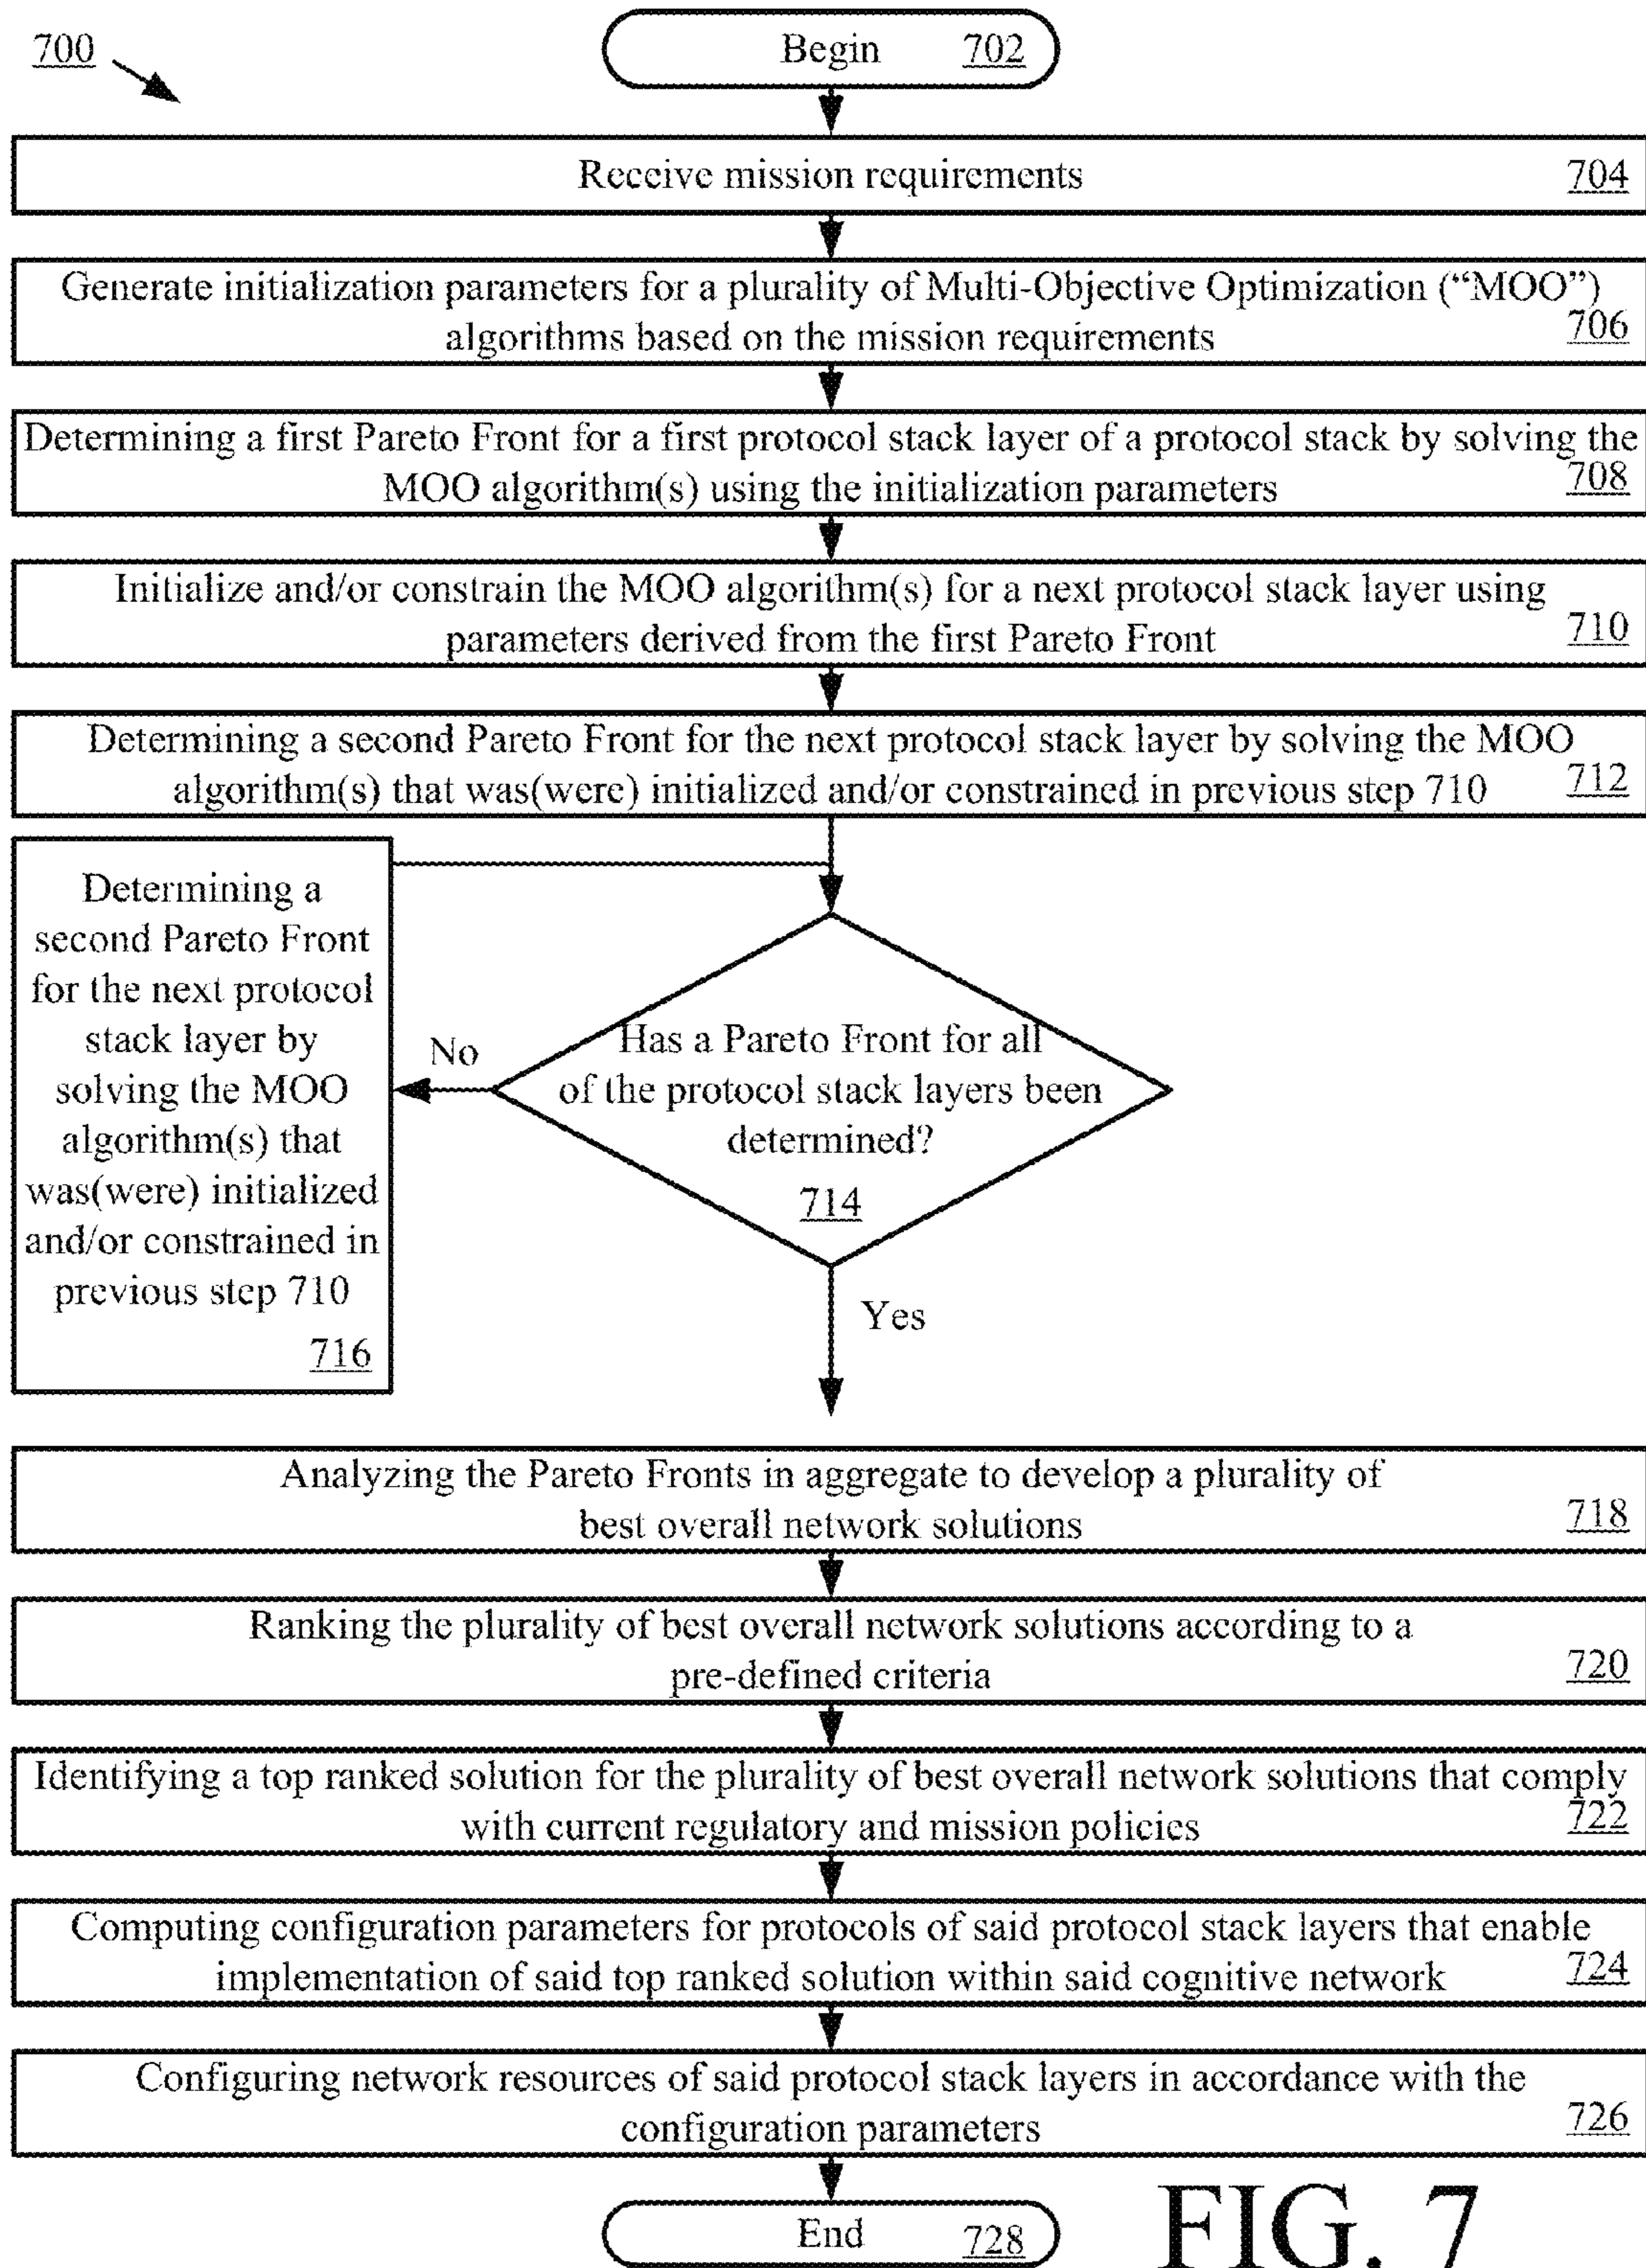 700
Begin 702
Receive mission requirements 704
Generate initialization parameters for a plurality of Multi-Objective Optimization (“MOO”)
algorithms based on the mission requirements 706
Determining a first Pareto Front for a first protocol stack layer of a protocol stack by solving the
MOO algorithm(s) using the initialization parameters 708
Initialize and/or constrain the MOO algorithm(s) for a next protocol stack layer using
parameters derived from the first Pareto Front 710
Determining a second Pareto Front for the next protocol stack layer by solving the MOO
algorithm(s) that was(were) initialized and/or constrained in previous step 710 712
Determining a
second Pareto Front
for the next protocol
stack layer by
solving the MOO
algorithm(s) that
was(were) initialized
and/or constrained in
previous step 710
716
No
Has a Pareto Front for all
of the protocol stack layers been
determined?
714
Yes
Analyzing the Pareto Fronts in aggregate to develop a plurality of
best overall network solutions 718
Ranking the plurality of best overall network solutions according to a
pre-defined criteria 720
Identifying a top ranked solution for the plurality of best overall network solutions that comply
with current regulatory and mission policies 722
Computing configuration parameters for protocols of said protocol stack layers that enable
implementation of said top ranked solution within said cognitive network 724
Configuring network resources of said protocol stack layers in accordance with the
configuration parameters 726
End 728
FIG. 7